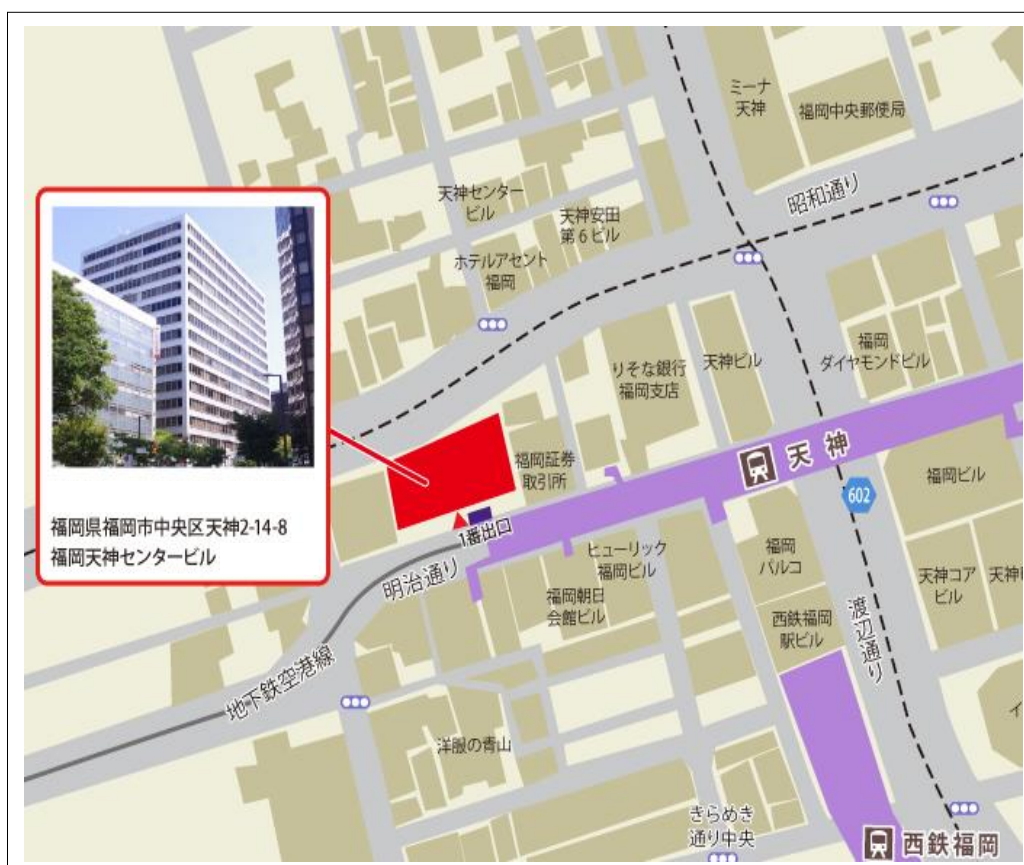 ミーナ
天神
福岡中央郵便局
昭和通り
天神センター
ビル
天神安田
第6ビル
ホテルアセント
福岡
りそな銀行
福岡支店
天神ビル
福岡
ダイヤモンドビル
天神
福岡証券
取引所
福岡ビル
602
1番出口
明治通り
ヒューリック
福岡ビル
福岡朝日
会館ビル
福岡
パルコ
天神コア
ビル
西鉄福岡
駅ビル
渡辺通り
地下鉄空港線
洋服の青山
きらめき
通り中央
西鉄福岡
イ
福岡県福岡市中央区天神2-14-8
福岡天神センタービル